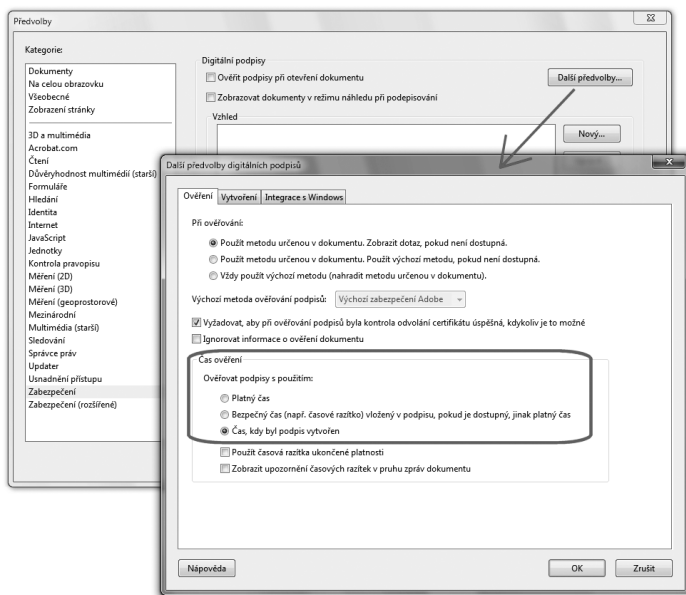 Předvolby
Kategorie:
Dokumenty
Na celou obrazovku
Všeobecné
Zobrazení stránky
3D a multimédia
Acrobat.com
Čtení
Důvěryhodnost multimédií (starší)
Formuláře
Hledání
Identita
Internet
JavaScript
Jednotky
Kontrola pravopisu
Měření (2D)
Měření (3D)
Měření (geoprostorové)
Mezinárodní
Multimédia (starší)
Sledování
Správce práv
Updater
Usnadnění přístupu
Zabezpečení
Zabezpečení (rozšířené)
Digitální podpisy
Ověřit podpisy při otevření dokumentu
Další předvolby...
Zobrazovat dokumenty v režimu náhledu při podepisování
Vzhled
Nový...
Další předvolby digitálních podpisů
Ověření Vytvoření Integrace s Windows
Při ověřování:
Použít metodu určenou v dokumentu. Zobrazit dotaz, pokud není dostupná.
Použít metodu určenou v dokumentu. Použít výchozí metodu, pokud není dostupná.
Vždy použít výchozí metodu (nahradit metodu určenou v dokumentu).
Výchozí metoda ověřování podpisů: Výchozí zabezpečení Adobe
Vyžadovat, aby při ověřování podpisů byla kontrola odvolání certifikátu úspěšná, kdykoliv je to možné
Ignorovat informace o ověření dokumentu
Čas ověření
Ověřovat podpisy s použitím:
Platný čas
Bezpečný čas (např. časové razítko) vložený v podpisu, pokud je dostupný, jinak platný čas
Čas, kdy byl podpis vytvořen
Použít časová razítka ukončené platnosti
Zobrazit upozornění časových razítek v pruhu zpráv dokumentu
Nápověda
OK
Zrušit